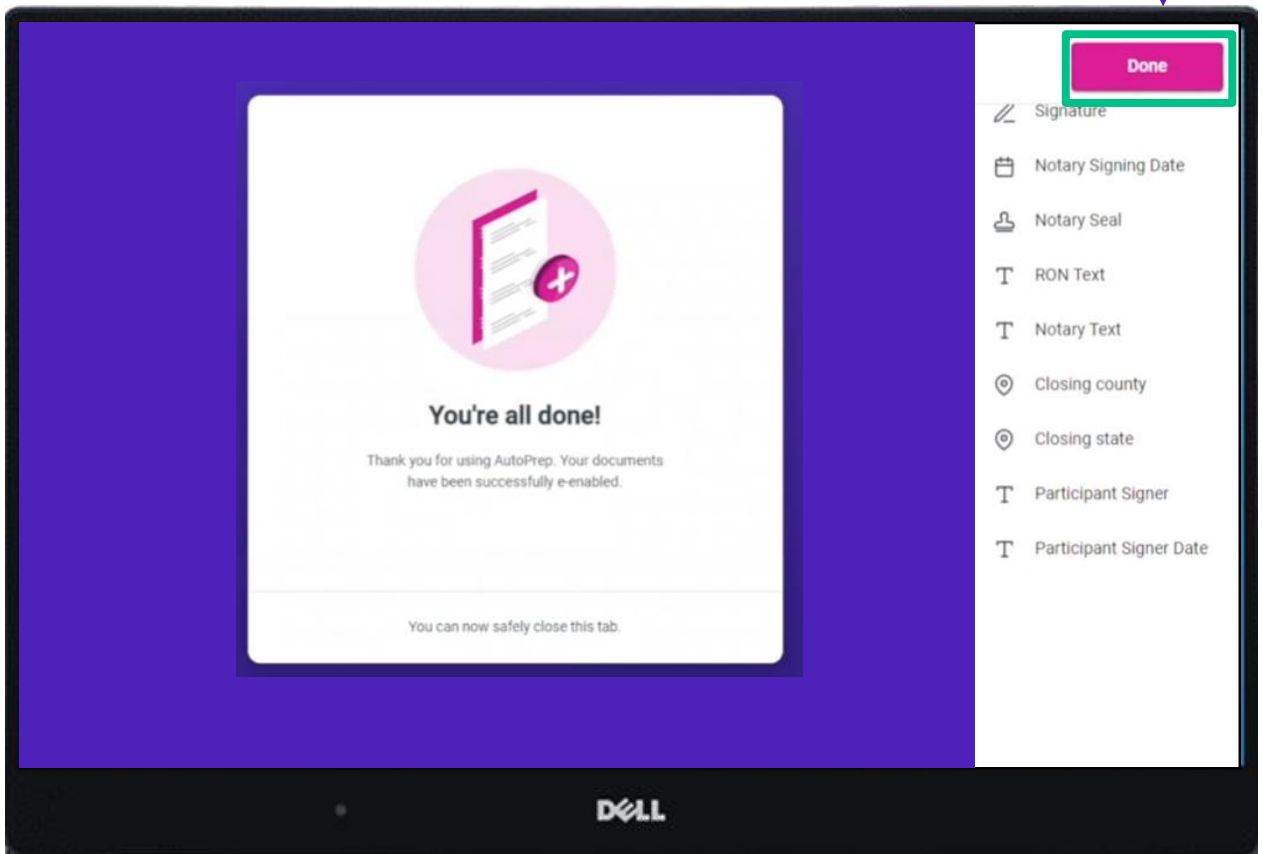 Done
Signature
Notary Signing Date
Notary Seal
RON Text
Notary Text
Closing county
Closing state
Participant Signer
Participant Signer Date
You're all done!
Thank you for using AutoPrep. Your documents
have been successfully e-enabled.
You can now safely close this tab.
DELL